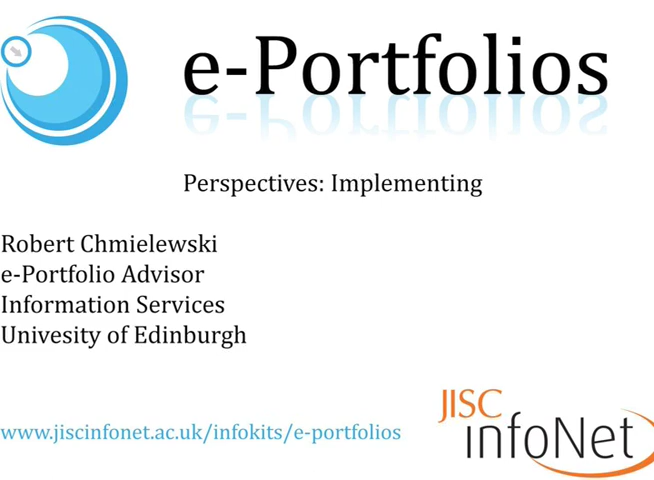 e-Portfolios
Perspectives: Implementing
Robert Chmielewski
e-Portfolio Advisor
Information Services
Univesity of Edinburgh
www.jiscinfonet.ac.uk/infokits/e-portfolios
JISC
infoNet